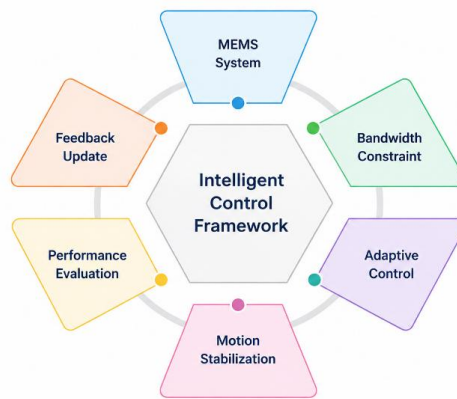 MEMS
System
Bandwidth
Constraint
Adaptive
Control
Motion
Stabilization
Performance
Evaluation
Feedback
Update
Intelligent
Control
Framework